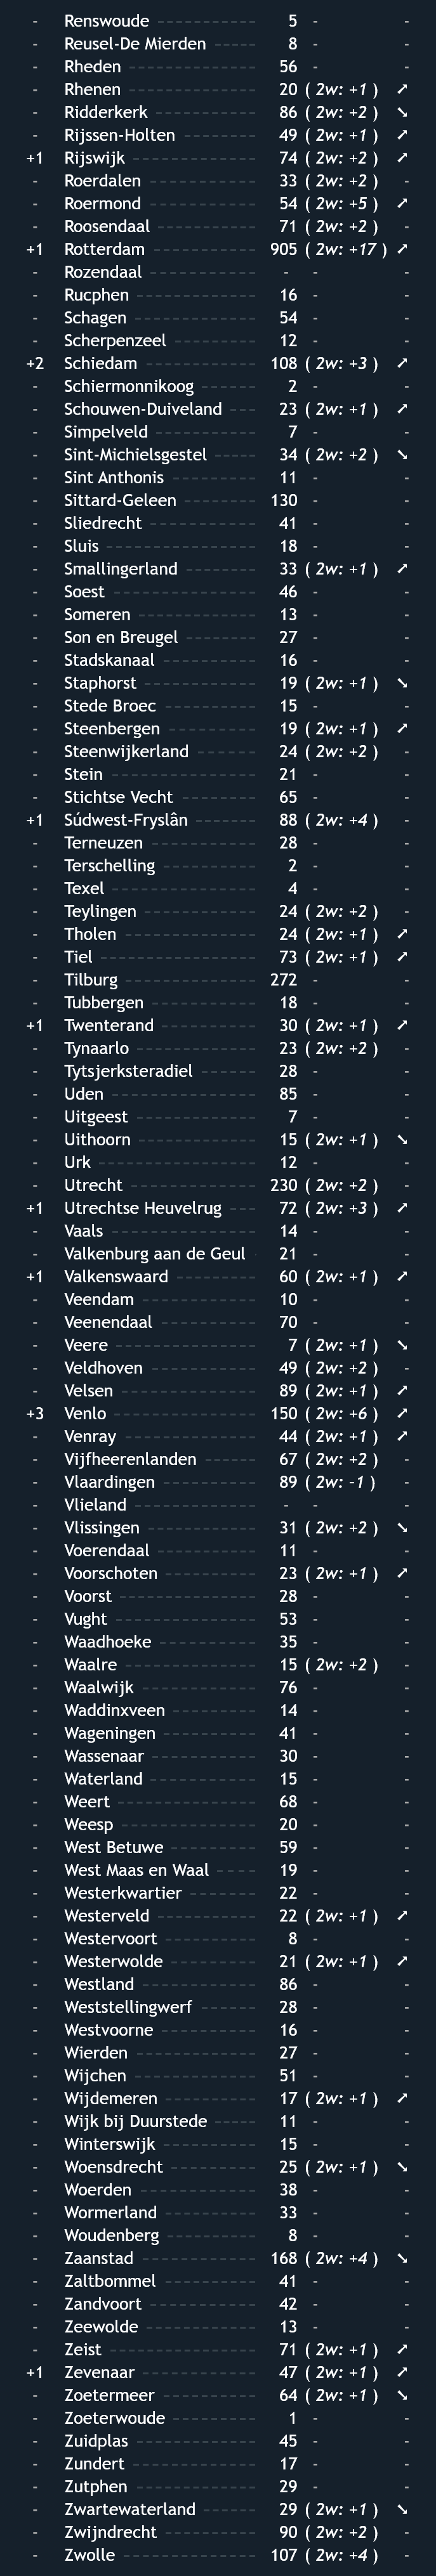 - Renswoude 5 - -
- Reusel-De Mierden 8 - -
- Rheden 56 - -
- Rhenen 20 ( 2w: +1 ) ➚
- Ridderkerk 86 ( 2w: +2 ) ➘
- Rijssen-Holten 49 ( 2w: +1 ) ➚
+1 Rijswijk 74 ( 2w: +2 ) ➚
- Roerdalen 33 ( 2w: +2 ) -
- Roermond 54 ( 2w: +5 ) ➚
- Roosendaal 71 ( 2w: +2 ) -
+1 Rotterdam 905 ( 2w: +17 ) ➚
- Rozendaal - - -
- Rucphen 16 - -
- Schagen 54 - -
- Scherpenzeel 12 - -
+2 Schiedam 108 ( 2w: +3 ) ➚
- Schiermonnikoog 2 - -
- Schouwen-Duiveland 23 ( 2w: +1 ) ➚
- Simpelveld 7 - -
- Sint-Michielsgestel 34 ( 2w: +2 ) ➘
- Sint Anthonis 11 - -
- Sittard-Geleen 130 - -
- Sliedrecht 41 - -
- Sluis 18 - -
- Smallingerland 33 ( 2w: +1 ) ➚
- Soest 46 - -
- Someren 13 - -
- Son en Breugel 27 - -
- Stadskanaal 16 - -
- Staphorst 19 ( 2w: +1 ) ➘
- Stede Broec 15 - -
- Steenbergen 19 ( 2w: +1 ) ➚
- Steenwijkerland 24 ( 2w: +2 ) -
- Stein 21 - -
- Stichtse Vecht 65 - -
+1 Súdwest-Fryslân 88 ( 2w: +4 ) -
- Terneuzen 28 - -
- Terschelling 2 - -
- Texel 4 - -
- Teylingen 24 ( 2w: +2 ) -
- Tholen 24 ( 2w: +1 ) ➚
- Tiel 73 ( 2w: +1 ) ➚
- Tilburg 272 - -
- Tubbergen 18 - -
+1 Twenterand 30 ( 2w: +1 ) ➚
- Tynaarlo 23 ( 2w: +2 ) -
- Tytsjerksteradiel 28 - -
- Uden 85 - -
- Uitgeest 7 - -
- Uithoorn 15 ( 2w: +1 ) ➘
- Urk 12 - -
- Utrecht 230 ( 2w: +2 ) -
+1 Utrechtse Heuvelrug 72 ( 2w: +3 ) ➚
- Vaals 14 - -
- Valkenburg aan de Geul 21 - -
+1 Valkenswaard 60 ( 2w: +1 ) ➚
- Veendam 10 - -
- Veenendaal 70 - -
- Veere 7 ( 2w: +1 ) ➘
- Veldhoven 49 ( 2w: +2 ) -
- Velsen 89 ( 2w: +1 ) ➚
+3 Venlo 150 ( 2w: +6 ) ➚
- Venray 44 ( 2w: +1 ) ➚
- Vijfheerenlanden 67 ( 2w: +2 ) -
- Vlaardingen 89 ( 2w: -1 ) -
- Vlieland - - -
- Vlissingen 31 ( 2w: +2 ) ➘
- Voerendaal 11 - -
- Voorschoten 23 ( 2w: +1 ) ➚
- Voorst 28 - -
- Vught 53 - -
- Waadhoeke 35 - -
- Waalre 15 ( 2w: +2 ) -
- Waalwijk 76 - -
- Waddinxveen 14 - -
- Wageningen 41 - -
- Wassenaar 30 - -
- Waterland 15 - -
- Weert 68 - -
- Weesp 20 - -
- West Betuwe 59 - -
- West Maas en Waal 19 - -
- Westerkwartier 22 - -
- Westerveld 22 ( 2w: +1 ) ➚
- Westervoort 8 - -
- Westerwolde 21 ( 2w: +1 ) ➚
- Westland 86 - -
- Weststellingwerf 28 - -
- Westvoorne 16 - -
- Wierden 27 - -
- Wijchen 51 - -
- Wijdemeren 17 ( 2w: +1 ) ➚
- Wijk bij Duurstede 11 - -
- Winterswijk 15 - -
- Woensdrecht 25 ( 2w: +1 ) ➘
- Woerden 38 - -
- Wormerland 33 - -
- Woudenberg 8 - -
- Zaanstad 168 ( 2w: +4 ) ➘
- Zaltbommel 41 - -
- Zandvoort 42 - -
- Zeewolde 13 - -
- Zeist 71 ( 2w: +1 ) ➚
+1 Zevenaar 47 ( 2w: +1 ) ➚
- Zoetermeer 64 ( 2w: +1 ) ➘
- Zoeterwoude 1 - -
- Zuidplas 45 - -
- Zundert 17 - -
- Zutphen 29 - -
- Zwartewaterland 29 ( 2w: +1 ) ➘
- Zwijndrecht 90 ( 2w: +2 ) -
- Zwolle 107 ( 2w: +4 ) -